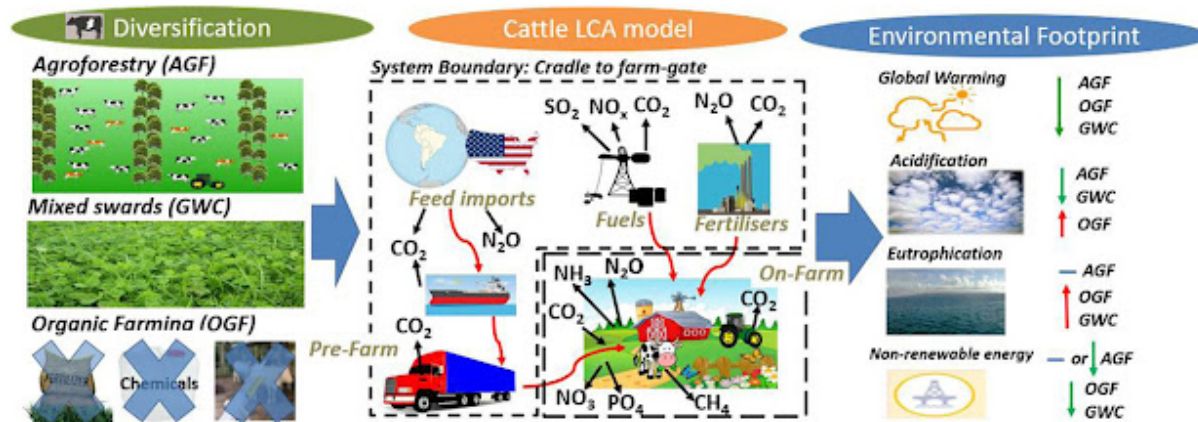 Diversification
Agroforestry (AGF)
Mixed swards (GWC)
Organic Farming (OGF)
Chemicals
Cattle LCA model
System Boundary: Cradle to farm-gate
SO₂ NOₓ CO₂
N₂O CO₂
Feed imports
Fuels
Fertilisers
CO₂
N₂O
CO₂
Pre-Farm
On-Farm
NH₃ N₂O
CO₂
CO₂
NO₃ PO₄ CH₄
Environmental Footprint
Global Warming
AGF
OGF
GWC
Acidification
AGF
GWC
OGF
Eutrophication
AGF
OGF
GWC
Non-renewable energy
or AGF
OGF
GWC